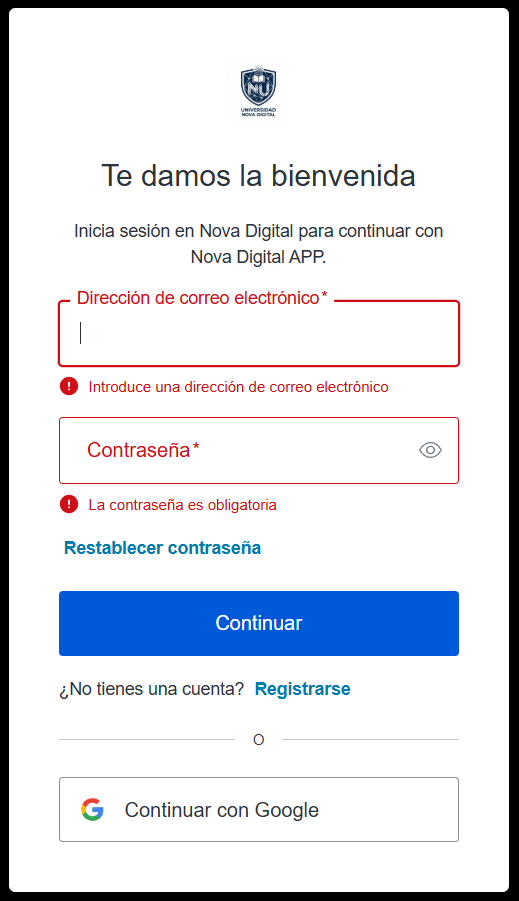 NU
UNIVERSIDAD
NOVA DIGITAL
Te damos la bienvenida
Inicia sesión en Nova Digital para continuar con
Nova Digital APP.
Dirección de correo electrónico*
Introduce una dirección de correo electrónico
Contraseña*
La contraseña es obligatoria
Restablecer contraseña
Continuar
¿No tienes una cuenta? Registrarse
O
Continuar con Google